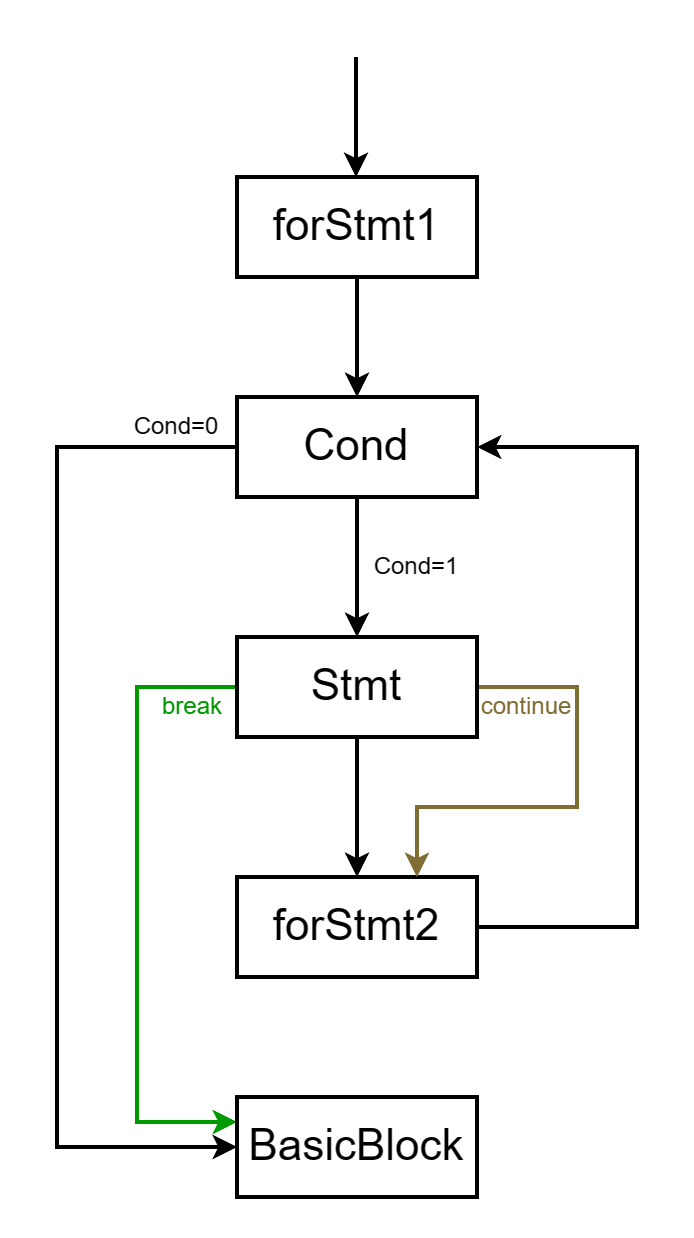 forStmt1
Cond=0
Cond
Cond=1
Stmt
break
continue
forStmt2
BasicBlock